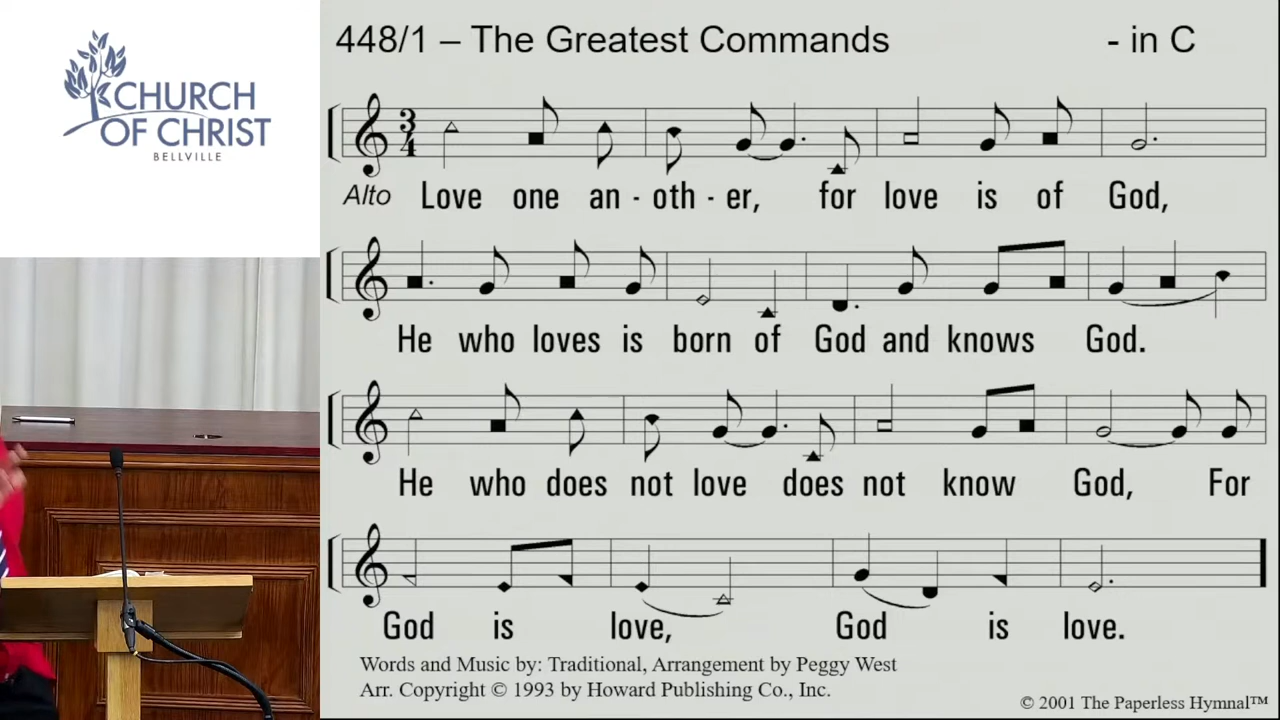 CHURCH
OF CHRIST
BELLVILLE
448/1 – The Greatest Commands - in C
3
4
Alto Love one an - oth - er, for love is of God,
He who loves is born of God and knows God.
He who does not love does not know God, For
God is love, God is love.
Words and Music by: Traditional, Arrangement by Peggy West
Arr. Copyright © 1993 by Howard Publishing Co., Inc.
© 2001 The Paperless Hymnal™